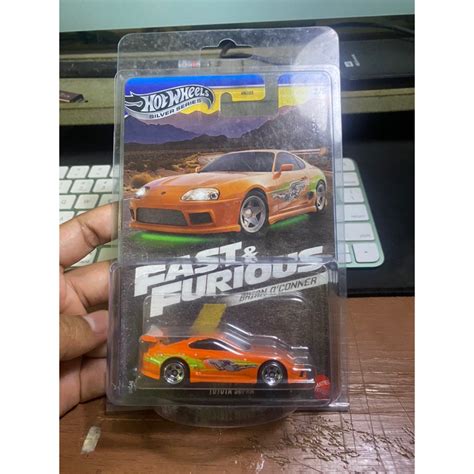 HOT WHEELS
SILVER SERIES
FAST &
FURIOUS
BRIAN O'CONNER
TOYOTA SUPRA